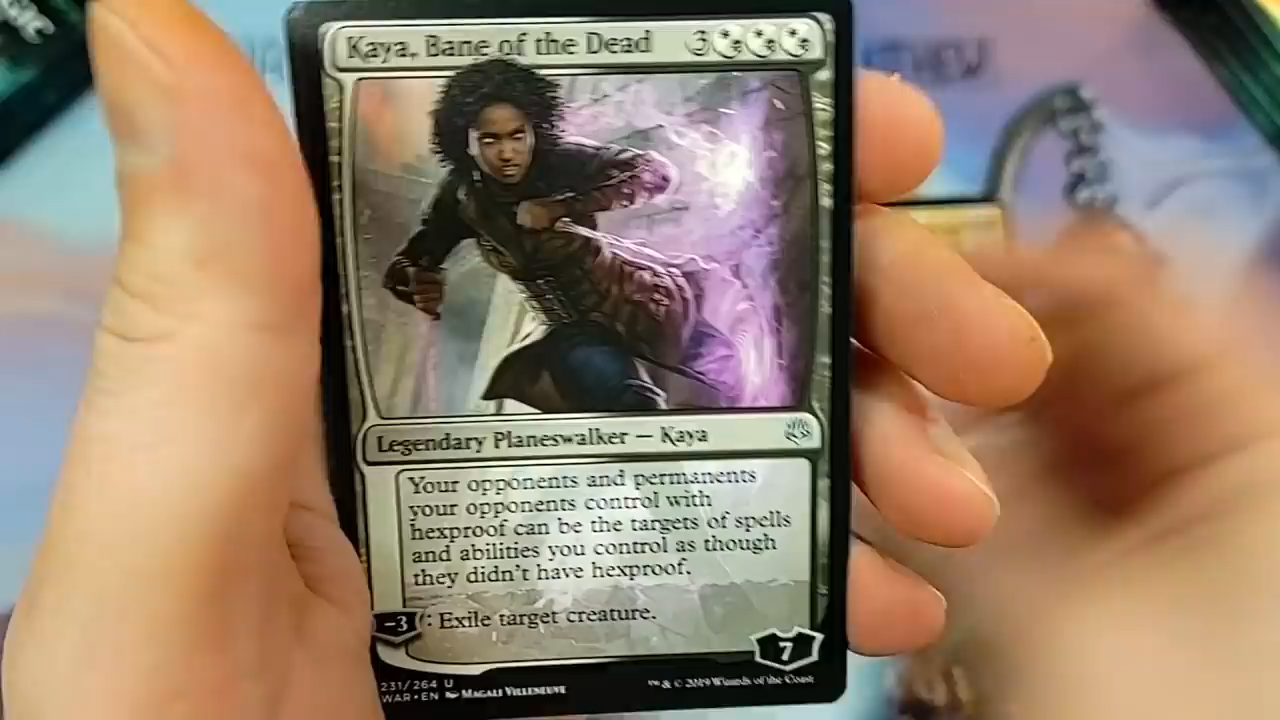 Kaya, Bane of the Dead 3
Legendary Planeswalker — Kaya
Your opponents and permanents
your opponents control with
hexproof can be the targets of spells
and abilities you control as though
they didn't have hexproof.
-3 : Exile target creature.
7
231/264 U
WAR • EN MAGALI VILLENEUVE
™ & © 2019 Wizards of the Coast